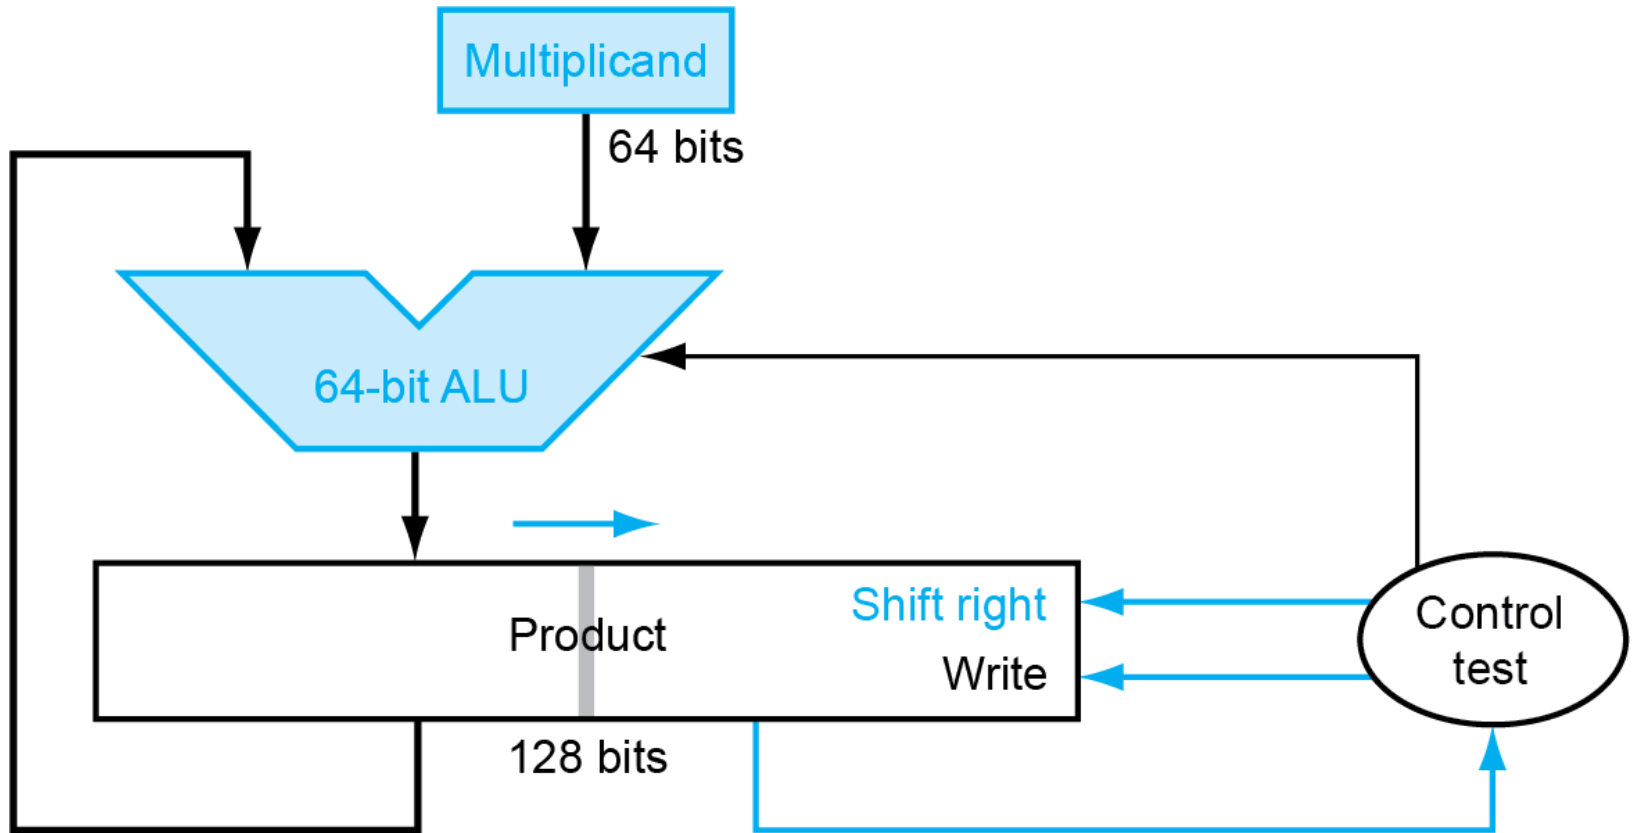 Multiplicand
64 bits
64-bit ALU
Product
Shift right
Write
128 bits
Control
test